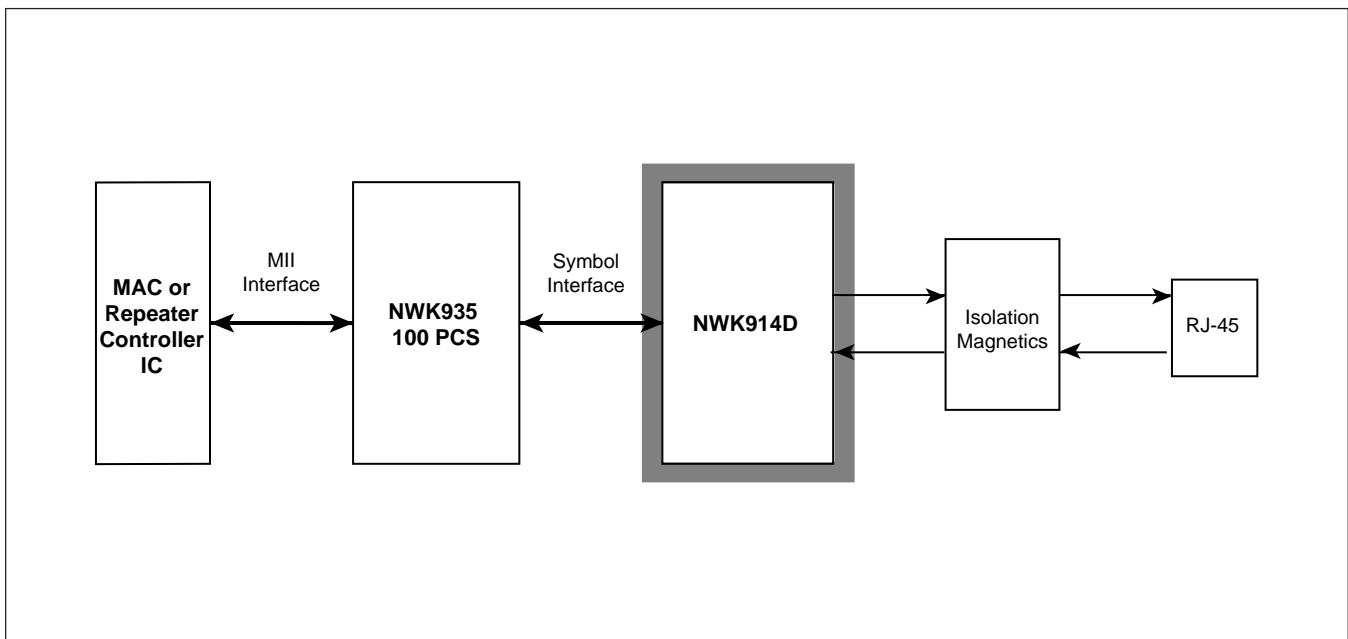 MAC or
Repeater
Controller
IC
MII
Interface
NWK935
100 PCS
Symbol
Interface
NWK914D
Isolation
Magnetics
RJ-45